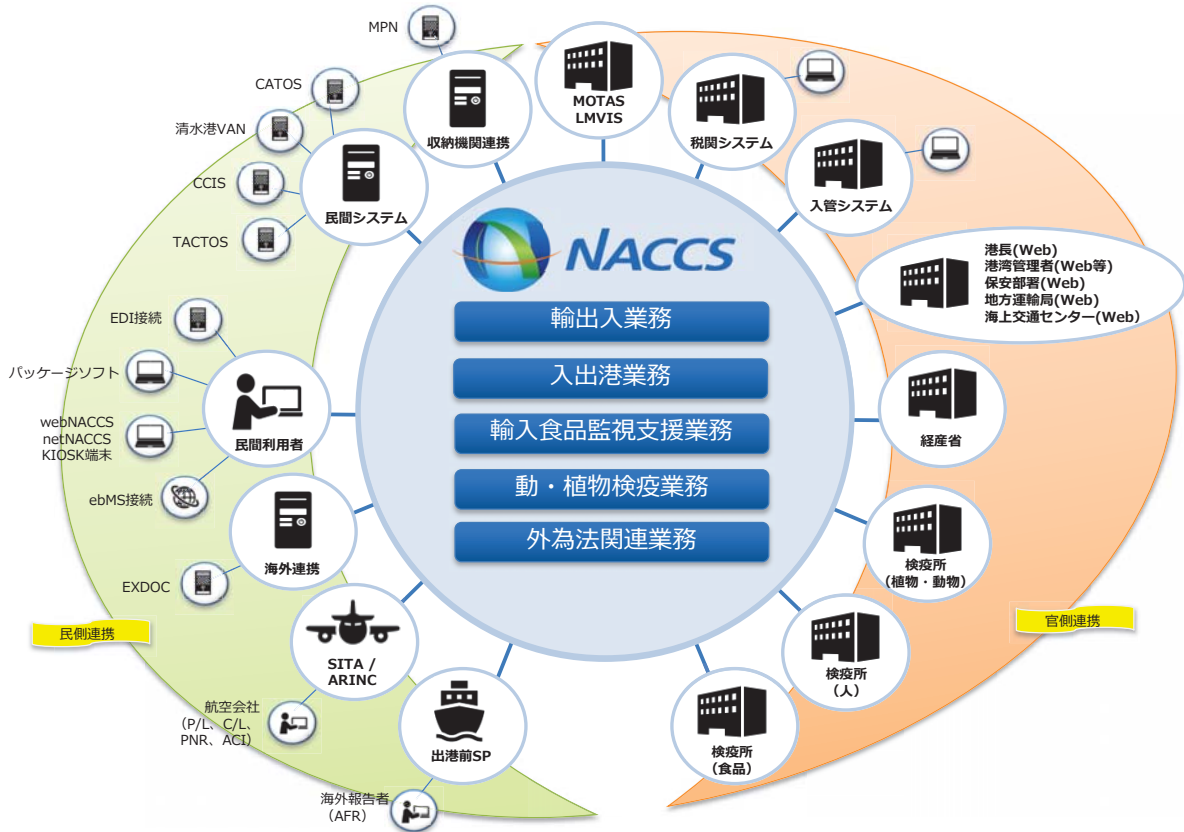 MPN
CATOS
清水港VAN
CCIS
TACTOS
収納機関連携
民間システム
MOTAS
LMVIS
税関システム
入管システム
港長(Web)
港湾管理者(Web等)
保安部署(Web)
地方運輸局(Web)
海上交通センター(Web)
NACCS
輸出入業務
入出港業務
輸入食品監視支援業務
動・植物検疫業務
外為法関連業務
EDI接続
パッケージソフト
webNACCS
netNACCS
KIOSK端末
ebMS接続
民間利用者
経産省
海外連携
EXDOC
検疫所
(植物・動物)
民側連携
官側連携
SITA /
ARINC
検疫所
(人)
航空会社
(P/L、C/L、
PNR、ACI)
出港前SP
検疫所
(食品)
海外報告者
(AFR)